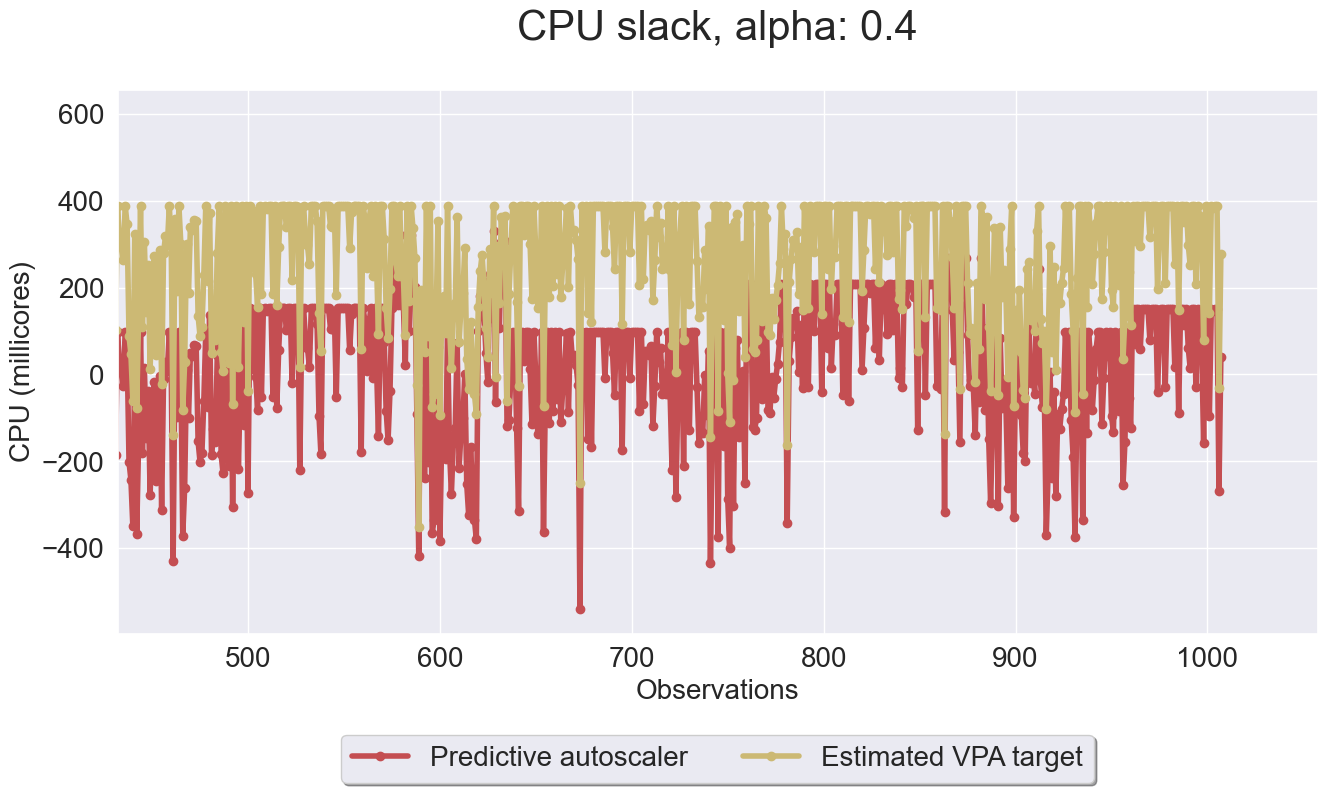 CPU slack, alpha: 0.4
600
400
200
0
−200
−400
CPU (millicores)
500 600 700 800 900 1000
Observations
Predictive autoscaler Estimated VPA target